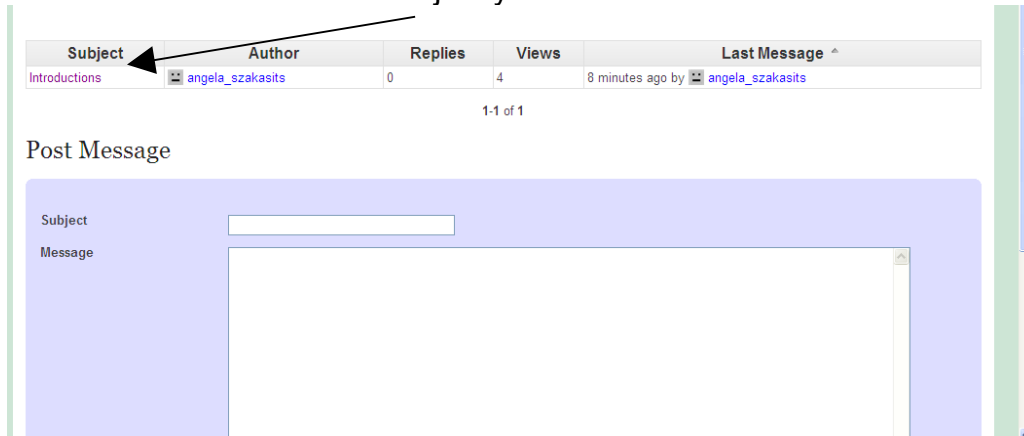 Subject Author Replies Views Last Message
Introductions angela_szakasits 0 4 8 minutes ago by angela_szakasits
1-1 of 1
Post Message
Subject
Message